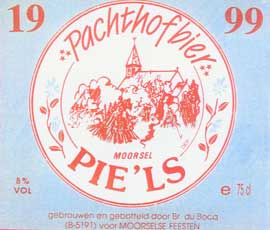 19 99
Pachthofbier
MOORSEL
PIE'LS
8%
VOL
e 75 cl
gebrouwen en gebotteld door Br. du Bocq
(B-5191) voor MOORSELSE FEESTEN